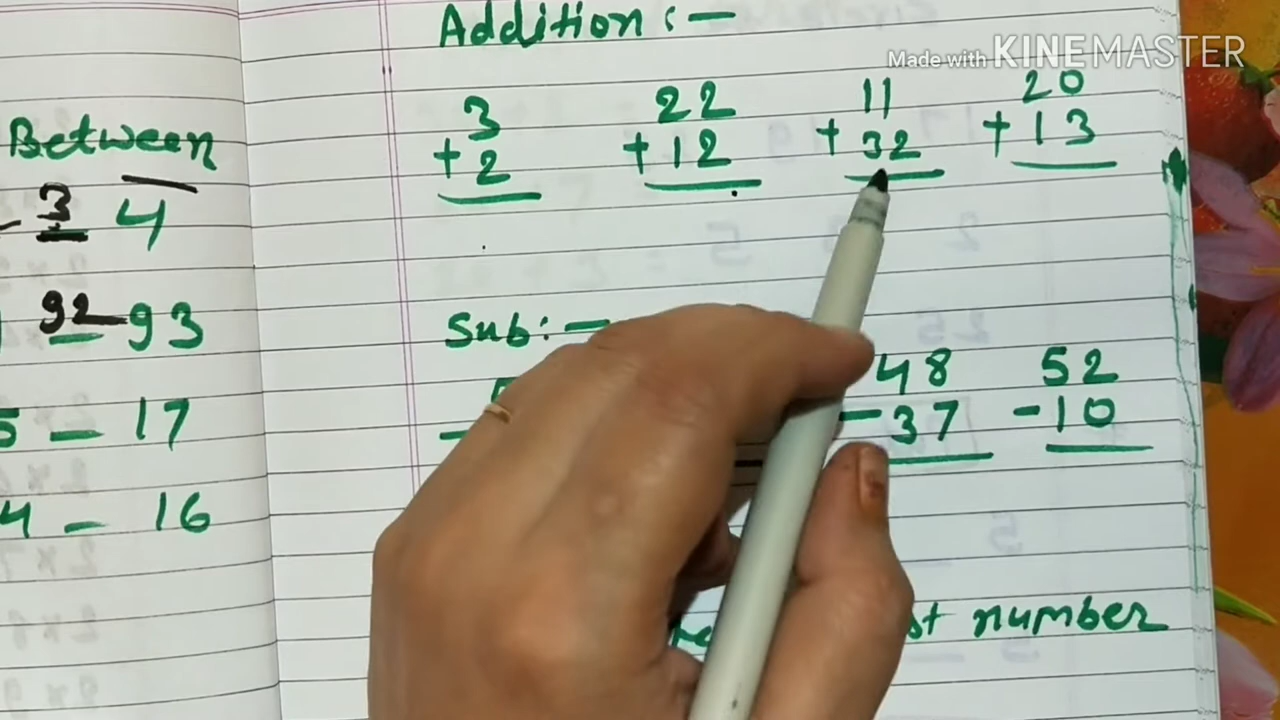 Made with KINEMASTER
Between
3 4
92 93
17
16
Addition :-
3 22 11 20
+2 +12 +32 +13
Sub :-
48 52
-37 -10
number